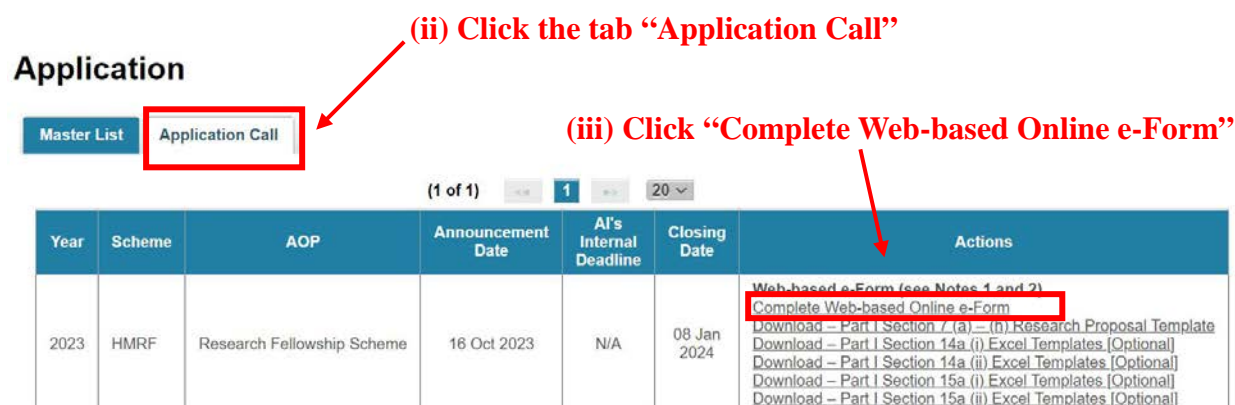 (ii) Click the tab “Application Call”
Application
Master List
Application Call
(iii) Click “Complete Web-based Online e-Form”
(1 of 1)
1
20
Year
Scheme
AOP
Announcement
Date
AI's
Internal
Deadline
Closing
Date
Actions
2023
HMRF
Research Fellowship Scheme
16 Oct 2023
N/A
08 Jan
2024
Web-based e-Form (see Notes 1 and 2)
Complete Web-based Online e-Form
Download – Part I Section 7 (a) – (h) Research Proposal Template
Download – Part I Section 14a (i) Excel Templates [Optional]
Download – Part I Section 14a (ii) Excel Templates [Optional]
Download – Part I Section 15a (i) Excel Templates [Optional]
Download – Part I Section 15a (ii) Excel Templates [Optional]